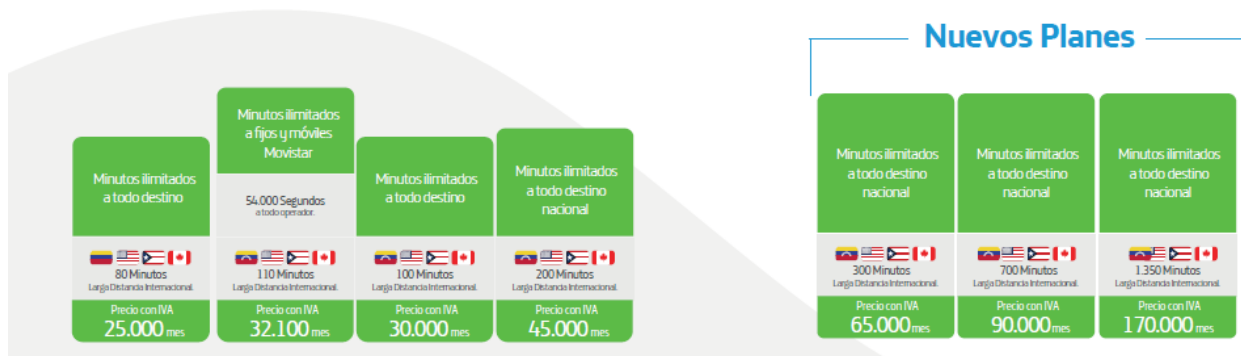 Nuevos Planes
Minutos ilimitados
a todo destino
80 Minutos
Larga Distancia Internacional.
Precio con IVA
25.000 mes
Minutos ilimitados
a fijos y móviles
Movistar
54.000 Segundos
a todo operador.
110 Minutos
Larga Distancia Internacional.
Precio con IVA
32.100 mes
Minutos ilimitados
a todo destino
100 Minutos
Larga Distancia Internacional.
Precio con IVA
30.000 mes
Minutos ilimitados
a todo destino
nacional
200 Minutos
Larga Distancia Internacional.
Precio con IVA
45.000 mes
Minutos ilimitados
a todo destino
nacional
300 Minutos
Larga Distancia Internacional.
Precio con IVA
65.000 mes
Minutos ilimitados
a todo destino
nacional
700 Minutos
Larga Distancia Internacional.
Precio con IVA
90.000 mes
Minutos ilimitados
a todo destino
nacional
1.350 Minutos
Larga Distancia Internacional.
Precio con IVA
170.000 mes